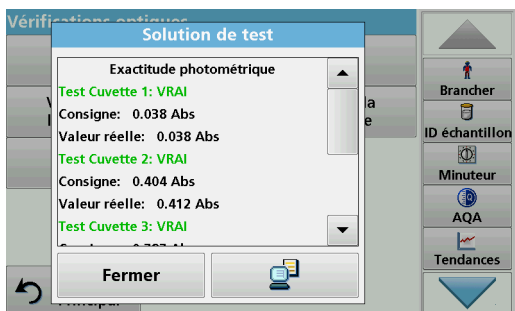 Vérifications optiques
Solution de test
Exactitude photométrique
Test Cuvette 1: VRAI
Consigne: 0.038 Abs
Valeur réelle: 0.038 Abs
Test Cuvette 2: VRAI
Consigne: 0.404 Abs
Valeur réelle: 0.412 Abs
Test Cuvette 3: VRAI
Fermer
Principal
Brancher
ID échantillon
Minuteur
AQA
Tendances